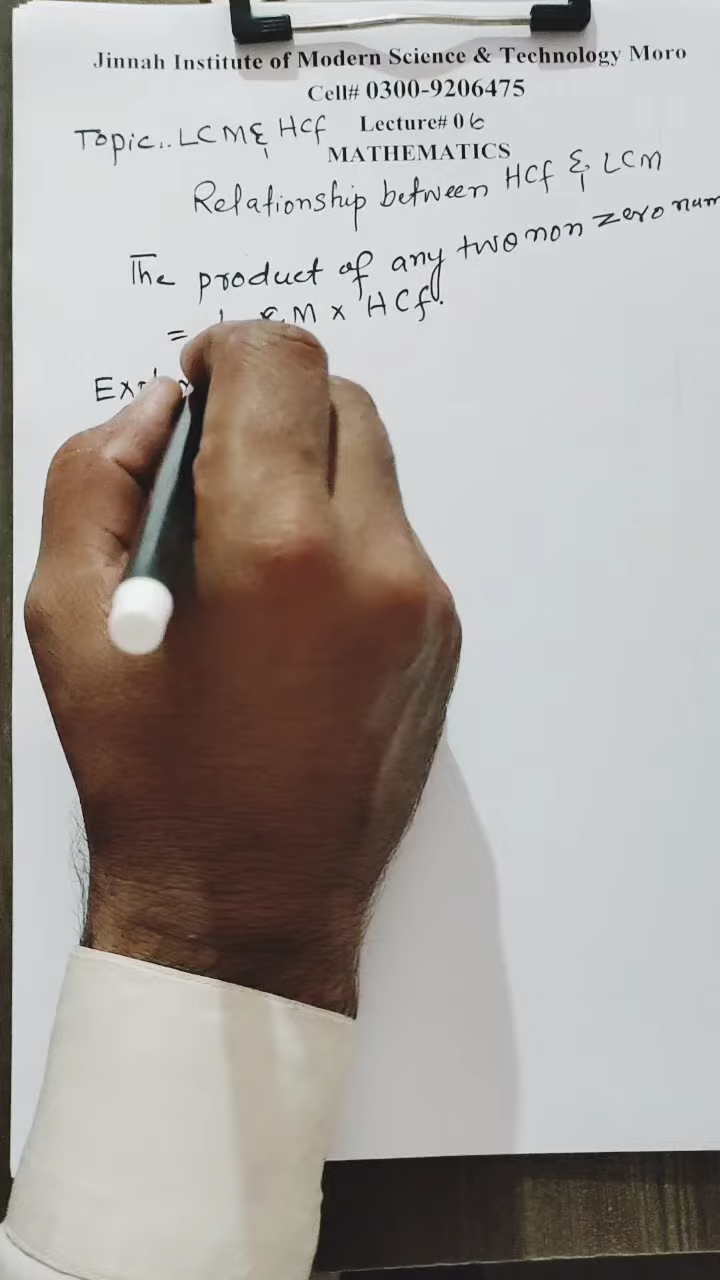 Jinnah Institute of Modern Science & Technology Moro
Cell# 0300-9206475
Topic.. LCM & HCf Lecture# 06
MATHEMATICS
Relationship between HCf & LCM
The product of any two non zero num
= LCM x HCf.